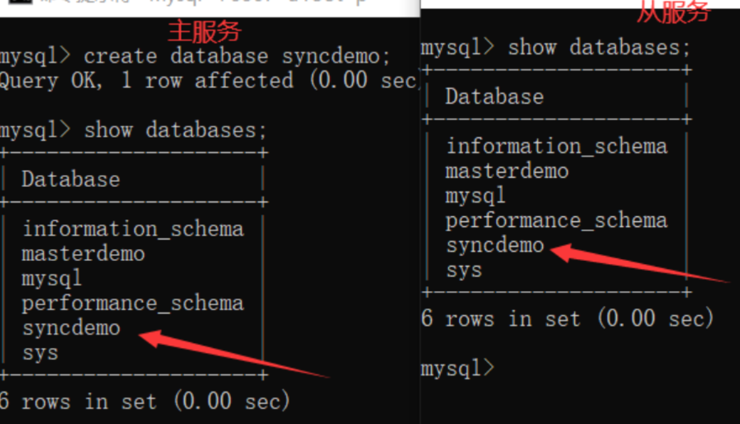 主服务
mysql> create database syncdemo;
Query OK, 1 row affected (0.00 sec
mysql> show databases;
+--------------------+
| Database |
+--------------------+
| information_schema |
| masterdemo |
| mysql |
| performance_schema |
| syncdemo |
| sys |
+--------------------+
6 rows in set (0.00 sec)
从服务
mysql> show databases;
+--------------------+
| Database |
+--------------------+
| information_schema |
| masterdemo |
| mysql |
| performance_schema |
| syncdemo |
| sys |
+--------------------+
6 rows in set (0.00 sec)
mysql>